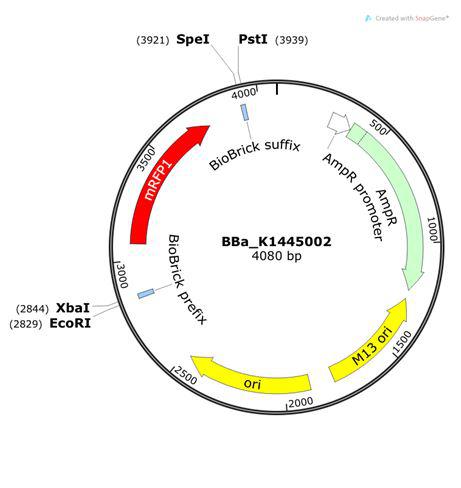 Created with SnapGene®
(3921) SpeI
PstI (3939)
4000
500
3500
BioBrick suffix
AmpR promoter
AmpR
mRFP1
1000
BBa_K1445002
4080 bp
3000
BioBrick prefix
(2844) XbaI
(2829) EcoRI
M13 ori
1500
2500
ori
2000